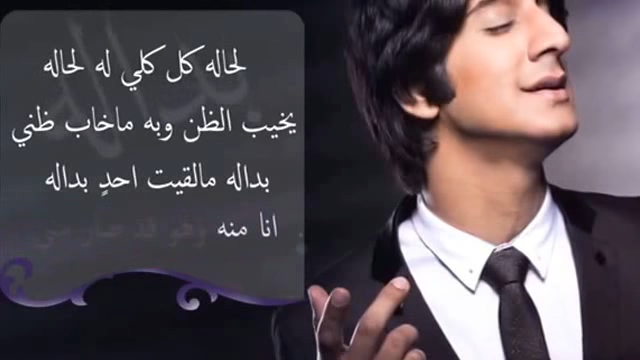 لحاله كل كلي له لحاله
يخيب الظن وبه ماخاب ظني
بداله مالقيت احدٍ بداله
انا منه